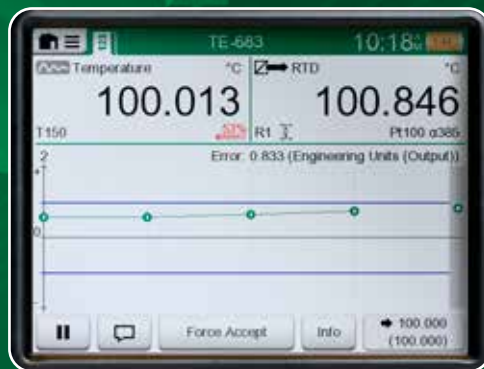 TE-683 10:18
Temperature °C RTD °C
100.013 100.846
T150 R1 Pt100 α385
2 Error: 0.833 (Engineering Units (Output))
0
Force Accept Info 100.000
(100.000)